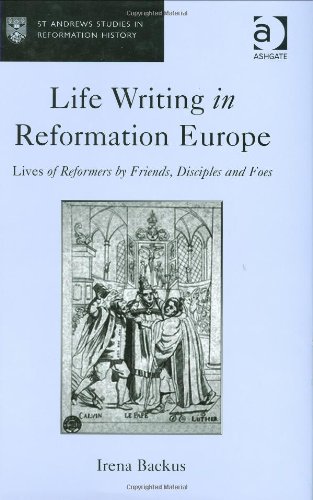 ST ANDREWS STUDIES IN
REFORMATION HISTORY
a
ASHGATE
Life Writing in
Reformation Europe
Lives of Reformers by Friends, Disciples and Foes
CALVIN
LE PAPE
LUTHER
Irena Backus